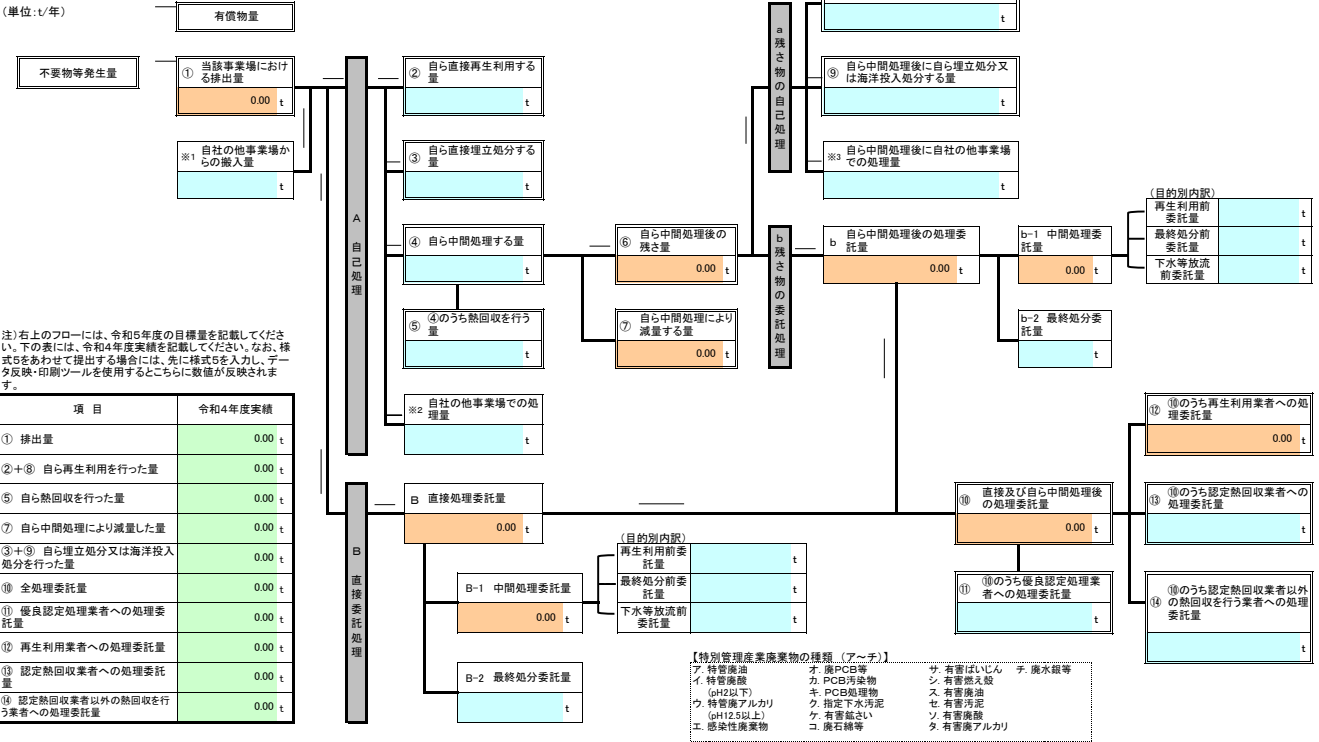 (単位:t/年)
有償物量
t
不要物等発生量
① 当該事業場におけ
る排出量
0.00 t
※1 自社の他事業場か
らの搬入量
t
A 自己処理
② 自ら直接再生利用する
量
t
③ 自ら直接埋立処分する
量
t
④ 自ら中間処理する量
t
⑤ ④のうち熱回収を行う
量
t
※2 自社の他事業場での処
理量
t
⑥ 自ら中間処理後の
残さ量
0.00 t
⑦ 自ら中間処理により
減量する量
0.00 t
a 残さ物の自己処理
⑨ 自ら中間処理後に自ら埋立処分又
は海洋投入処分する量
t
※3 自ら中間処理後に自社の他事業場
での処理量
t
b 残さ物の委託処理
b 自ら中間処理後の処理委
託量
0.00 t
b-1 中間処理委
託量
0.00 t
(目的別内訳)
再生利用前
委託量
t
最終処分前
委託量
t
下水等放流
前委託量
t
b-2 最終処分委
託量
t
注)右上のフローには、令和5年度の目標量を記載してくださ
い。下の表には、令和4年度実績を記載してください。なお、様
式5をあわせて提出する場合には、先に様式5を入力し、デー
タ反映・印刷ツールを使用するとこちらに数値が反映されま
す。
項 目 令和4年度実績
① 排出量 0.00 t
②+⑧ 自ら再生利用を行った量 0.00 t
⑤ 自ら熱回収を行った量 0.00 t
⑦ 自ら中間処理により減量した量 0.00 t
③+⑨ 自ら埋立処分又は海洋投入
処分を行った量 0.00 t
⑩ 全処理委託量 0.00 t
⑪ 優良認定処理業者への処理委
託量 0.00 t
⑫ 再生利用業者への処理委託量 0.00 t
⑬ 認定熱回収業者への処理委託
量 0.00 t
⑭ 認定熱回収業者以外の熱回収を行
う業者への処理委託量 0.00 t
B 直接委託処理
B 直接処理委託量
0.00 t
B-1 中間処理委託量
0.00 t
(目的別内訳)
再生利用前委
託量
t
最終処分前委
託量
t
下水等放流前
委託量
t
B-2 最終処分委託量
t
⑩ 直接及び自ら中間処理後
の処理委託量
0.00 t
⑪ ⑩のうち優良認定処理業
者への処理委託量
t
⑫ ⑩のうち再生利用業者への処
理委託量
0.00 t
⑬ ⑩のうち認定熱回収業者への
処理委託量
t
⑭ ⑩のうち認定熱回収業者以外
の熱回収を行う業者への処理
委託量
t
【特別管理産業廃棄物の種類 (ア~チ)】
ア. 特管廃油 オ. 廃PCB等 サ. 有害ばいじん チ. 廃水銀等
イ. 特管廃酸 カ. PCB汚染物 シ. 有害燃え殻
(pH2以下) キ. PCB処理物 ス. 有害廃油
ウ. 特管廃アルカリ ク. 指定下水汚泥 セ. 有害汚泥
(pH12.5以上) ケ. 有害鉱さい ソ. 有害廃酸
エ. 感染性廃棄物 コ. 廃石綿等 タ. 有害廃アルカリ